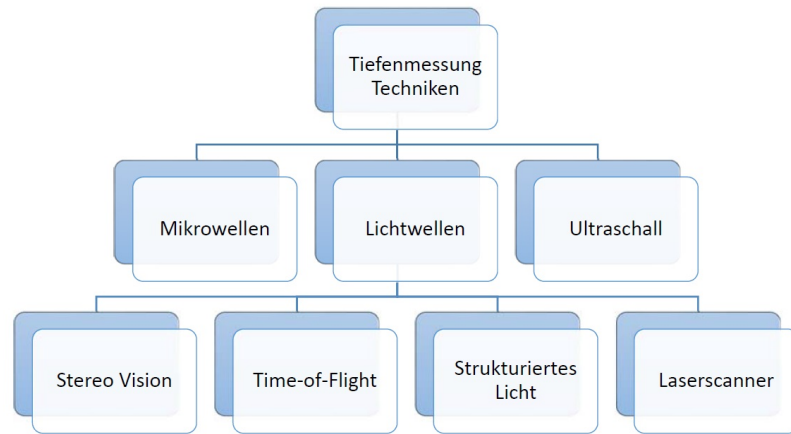 Tiefenmessung
Techniken
Mikrowellen
Lichtwellen
Ultraschall
Stereo Vision
Time-of-Flight
Strukturiertes
Licht
Laserscanner